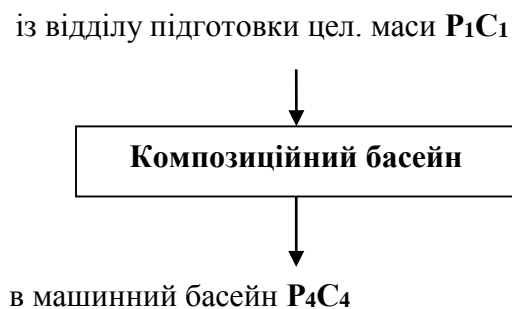 із відділу підготовки цел. маси P₁C₁
Композиційний басейн
в машинний басейн P₄C₄